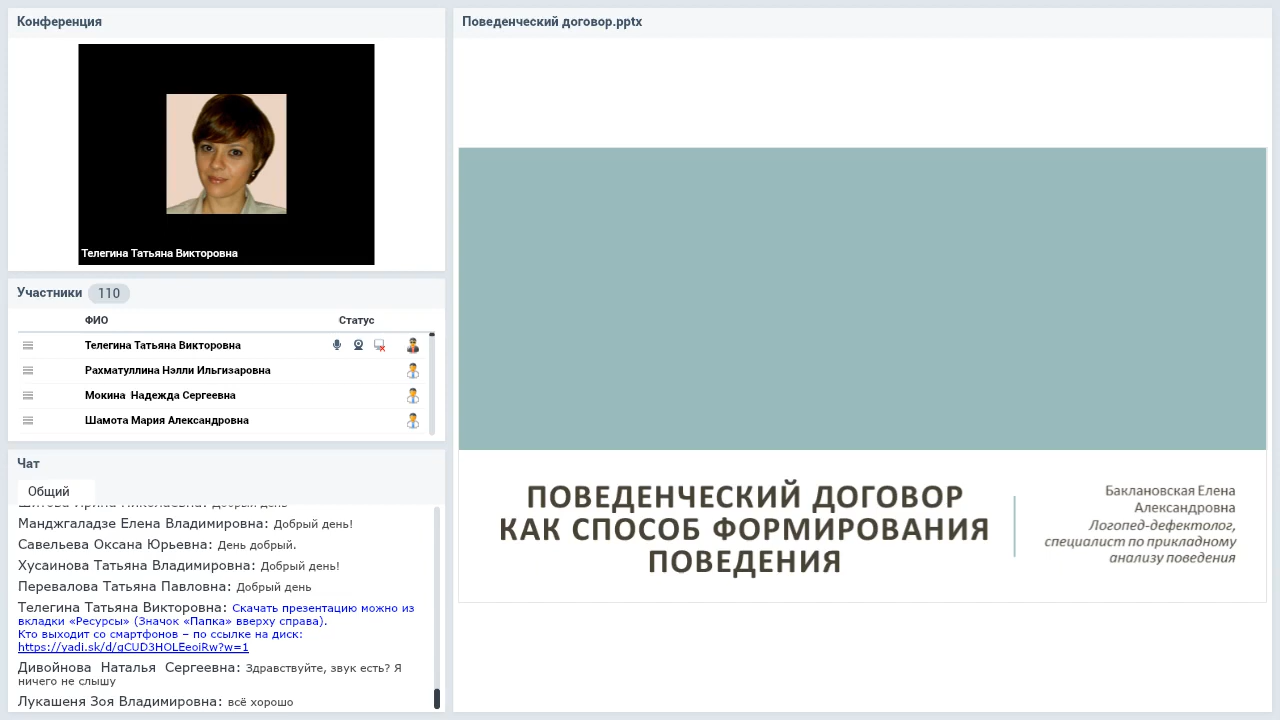 Конференция
Телегина Татьяна Викторовна
Участники 110
ФИО Статус
Телегина Татьяна Викторовна
Рахматуллина Нэлли Ильгизаровна
Мокина Надежда Сергеевна
Шамота Мария Александровна
Чат
Общий
Манджгаладзе Елена Владимировна: Добрый день!
Савельева Оксана Юрьевна: День добрый.
Хусаинова Татьяна Владимировна: Добрый день!
Перевалова Татьяна Павловна: Добрый день
Телегина Татьяна Викторовна: Скачать презентацию можно из
вкладки «Ресурсы» (Значок «Папка» вверху справа).
Кто выходит со смартфонов – по ссылке на диск:
https://yadi.sk/d/gCUD3HOLEeoiRw?w=1
Дивойнова Наталья Сергеевна: Здравствуйте, звук есть? Я
ничего не слышу
Лукашеня Зоя Владимировна: всё хорошо
Поведенческий договор.pptx
ПОВЕДЕНЧЕСКИЙ ДОГОВОР
КАК СПОСОБ ФОРМИРОВАНИЯ
ПОВЕДЕНИЯ
Баклановская Елена
Александровна
Логопед-дефектолог,
специалист по прикладному
анализу поведения